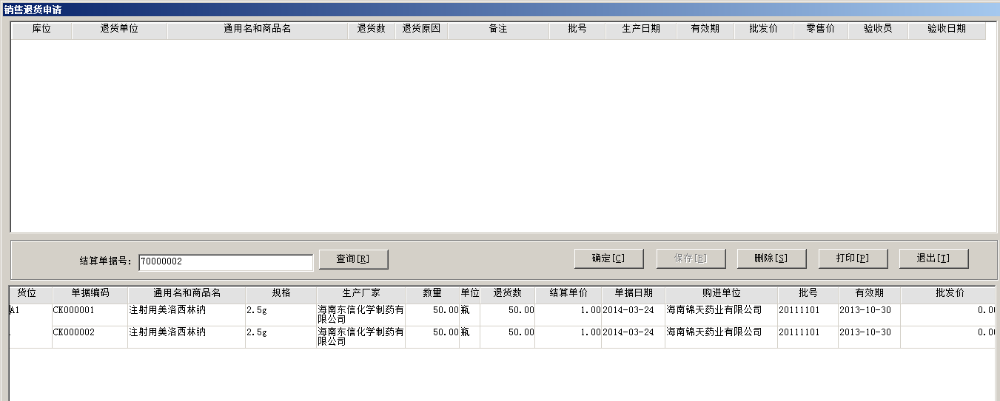 销售退货申请
库位 退货单位 通用名和商品名 退货数 退货原因 备注 批号 生产日期 有效期 批发价 零售价 验收员 验收日期
结算单据号: 70000002 查询[R] 确定[C] 保存[B] 删除[S] 打印[P] 退出[T]
货位 单据编码 通用名和商品名 规格 生产厂家 数量 单位 退货数 结算单价 单据日期 购进单位 批号 有效期 批发价
A1 CK000001 注射用美洛西林钠 2.5g 海南东信化学制药有 50.00 瓶 50.00 1.00 2014-03-24 海南锦天药业有限公司 20111101 2013-10-30 0.00
限公司
. CK000002 注射用美洛西林钠 2.5g 海南东信化学制药有 50.00 瓶 50.00 1.00 2014-03-24 海南锦天药业有限公司 20111101 2013-10-30 0.00
限公司